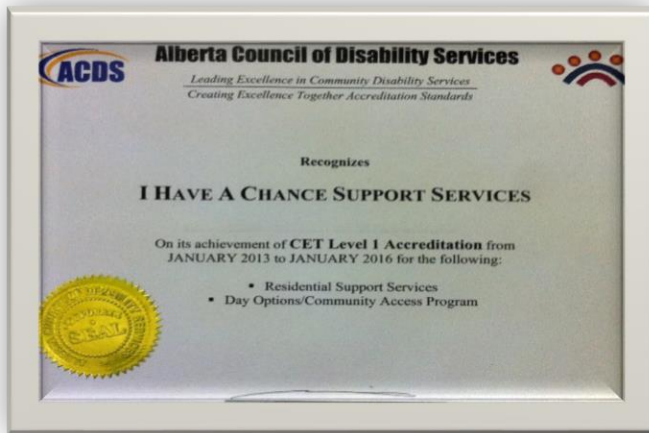 ACDS
Alberta Council of Disability Services
Leading Excellence in Community Disability Services
Creating Excellence Together Accreditation Standards
Recognizes
I HAVE A CHANCE SUPPORT SERVICES
On its achievement of CET Level 1 Accreditation from
JANUARY 2013 to JANUARY 2016 for the following:
▪ Residential Support Services
▪ Day Options/Community Access Program
SEAL